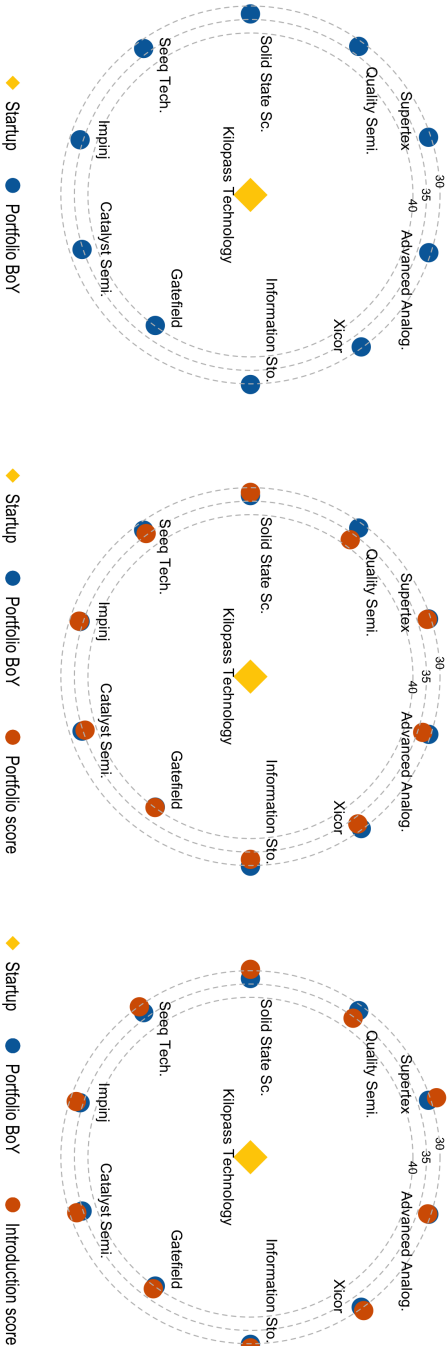 30
35
40
Solid State Sc.
Quality Semi.
Supertex
Advanced Analog.
Xicor
Information Sto.
Gatefield
Catalyst Semi.
Impinj
Seeq Tech.
Kilopass Technology
Startup Portfolio BoY
30
35
40
Solid State Sc.
Quality Semi.
Supertex
Advanced Analog.
Xicor
Information Sto.
Gatefield
Catalyst Semi.
Impinj
Seeq Tech.
Kilopass Technology
Startup Portfolio BoY Portfolio score
30
35
40
Solid State Sc.
Quality Semi.
Supertex
Advanced Analog.
Xicor
Information Sto.
Gatefield
Catalyst Semi.
Impinj
Seeq Tech.
Kilopass Technology
Startup Portfolio BoY Introduction score